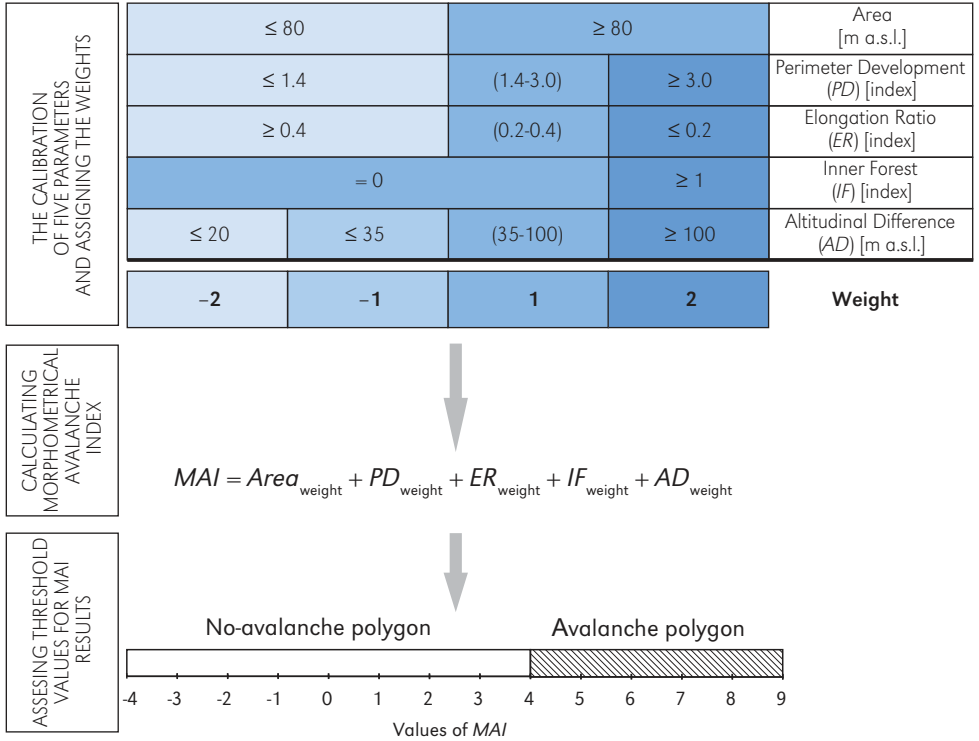 THE CALIBRATION
OF FIVE PARAMETERS
AND ASSIGNING THE WEIGHTS
≤ 80
≥ 80
Area
[m a.s.l.]
≤ 1.4
(1.4-3.0)
≥ 3.0
Perimeter Development
(PD) [index]
≥ 0.4
(0.2-0.4)
≤ 0.2
Elongation Ratio
(ER) [index]
= 0
≥ 1
Inner Forest
(IF) [index]
≤ 20
≤ 35
(35-100)
≥ 100
Altitudinal Difference
(AD) [m a.s.l.]
–2
–1
1
2
Weight
CALCULATING
MORPHOMETRICAL
AVALANCHE
INDEX
MAI = Area weight + PD weight + ER weight + IF weight + AD weight
ASSESING THRESHOLD
VALUES FOR MAI
RESULTS
No-avalanche polygon
Avalanche polygon
-4 -3 -2 -1 0 1 2 3 4 5 6 7 8 9
Values of MAI